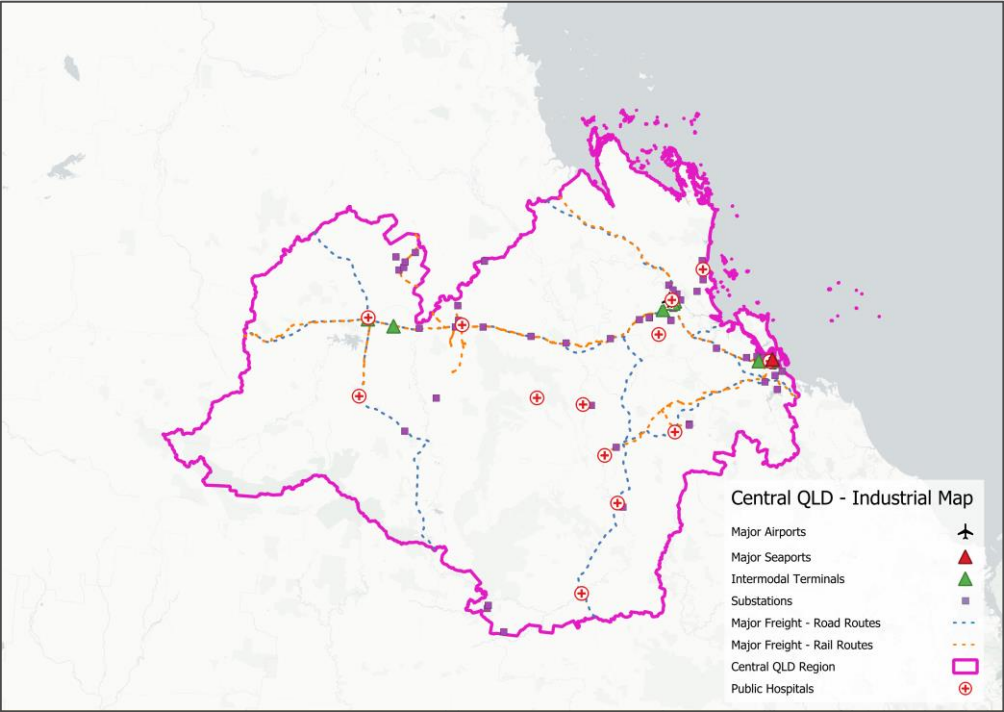 Central QLD - Industrial Map
Major Airports
Major Seaports
Intermodal Terminals
Substations
Major Freight - Road Routes
Major Freight - Rail Routes
Central QLD Region
Public Hospitals